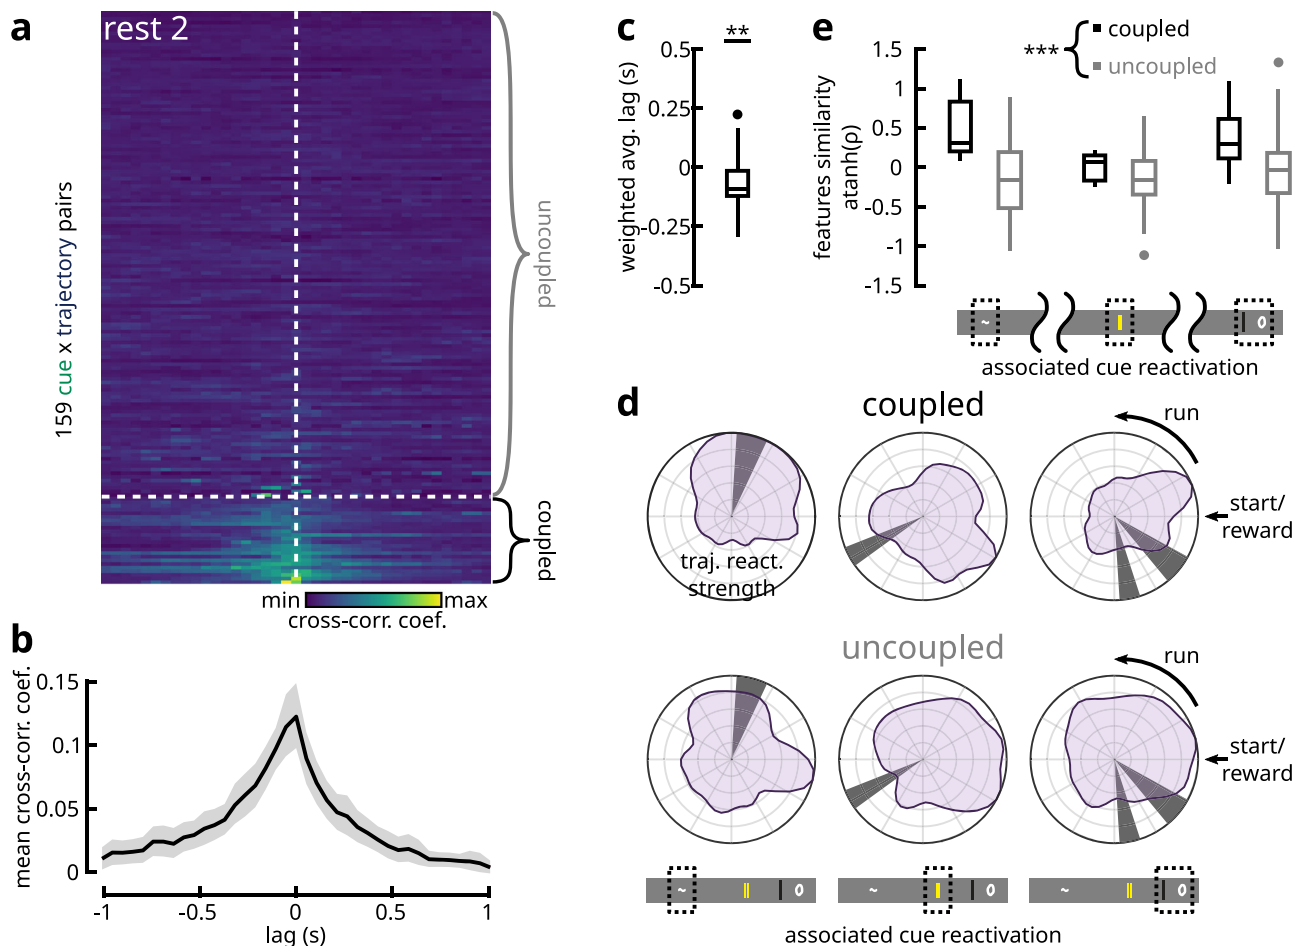 a
rest 2
159 cue x trajectory pairs
uncoupled
coupled
min
max
cross-corr. coef.
b
mean cross-corr. coef.
0.15
0.1
0.05
0
-1
-0.5
0
0.5
1
lag (s)
c
**
weighted avg. lag (s)
0.5
0.25
0
-0.25
-0.5
e
***
coupled
uncoupled
features similarity
atanh(ρ)
1.5
1
0.5
0
-0.5
-1
-1.5
~
0
associated cue reactivation
d
coupled
run
start/
reward
traj. react.
strength
uncoupled
run
start/
reward
~ 0
~ 0
~ 0
associated cue reactivation